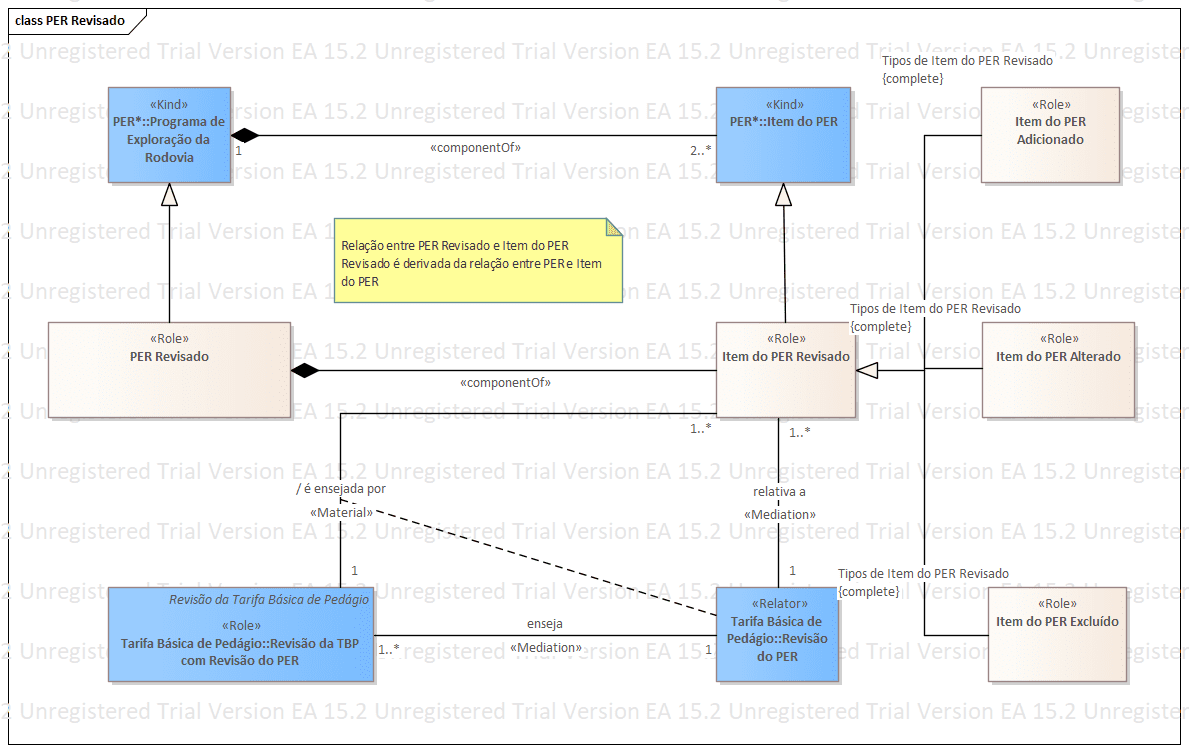 class PER Revisado
Tipos de Item do PER Revisado
{complete}
«Kind»
PER*::Programa de
Exploração da
Rodovia
1
«componentOf»
2..*
«Kind»
PER*::Item do PER
«Role»
Item do PER
Adicionado
Relação entre PER Revisado e Item do PER
Revisado é derivada da relação entre PER e Item
do PER
Tipos de Item do PER Revisado
{complete}
«Role»
PER Revisado
«componentOf»
«Role»
Item do PER Revisado
«Role»
Item do PER Alterado
1..*
1..*
/ é ensejada por
«Material»
relativa a
«Mediation»
1
1
Tipos de Item do PER Revisado
{complete}
Revisão da Tarifa Básica de Pedágio
«Role»
Tarifa Básica de Pedágio::Revisão da TBP
com Revisão do PER
1..*
enseja
«Mediation»
1
«Relator»
Tarifa Básica de
Pedágio::Revisão
do PER
«Role»
Item do PER Excluído
2 Unregistered Trial Version EA 15.2 Unregistered Trial Version EA 15.2 Unregistered Trial Version EA 15.2 Unregister